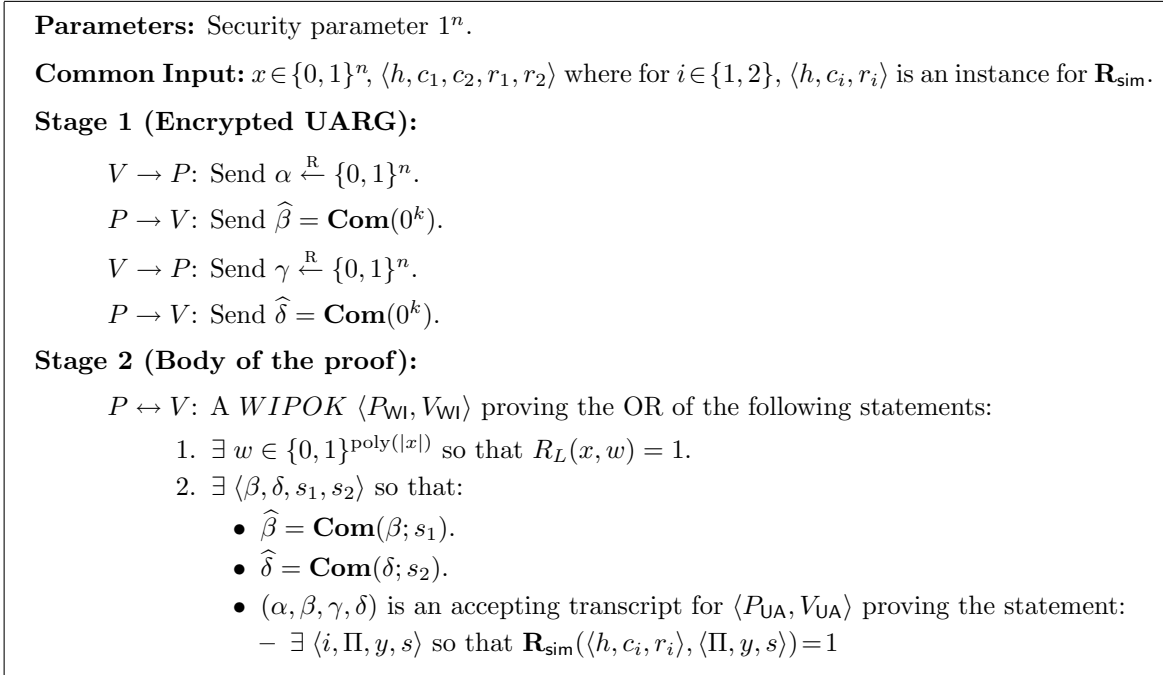 Parameters: Security parameter 1^n.
Common Input: x ∈ {0, 1}^n, ⟨h, c_1, c_2, r_1, r_2⟩ where for i ∈ {1, 2}, ⟨h, c_i, r_i⟩ is an instance for R_sim.
Stage 1 (Encrypted UARG):
V → P: Send α ←^R {0, 1}^n.
P → V: Send β̂ = Com(0^k).
V → P: Send γ ←^R {0, 1}^n.
P → V: Send δ̂ = Com(0^k).
Stage 2 (Body of the proof):
P ↔ V: A WIPOK ⟨P_WI, V_WI⟩ proving the OR of the following statements:
1. ∃ w ∈ {0, 1}^poly(|x|) so that R_L(x, w) = 1.
2. ∃ ⟨β, δ, s_1, s_2⟩ so that:
• β̂ = Com(β; s_1).
• δ̂ = Com(δ; s_2).
• (α, β, γ, δ) is an accepting transcript for ⟨P_UA, V_UA⟩ proving the statement:
– ∃ ⟨i, Π, y, s⟩ so that R_sim(⟨h, c_i, r_i⟩, ⟨Π, y, s⟩) = 1